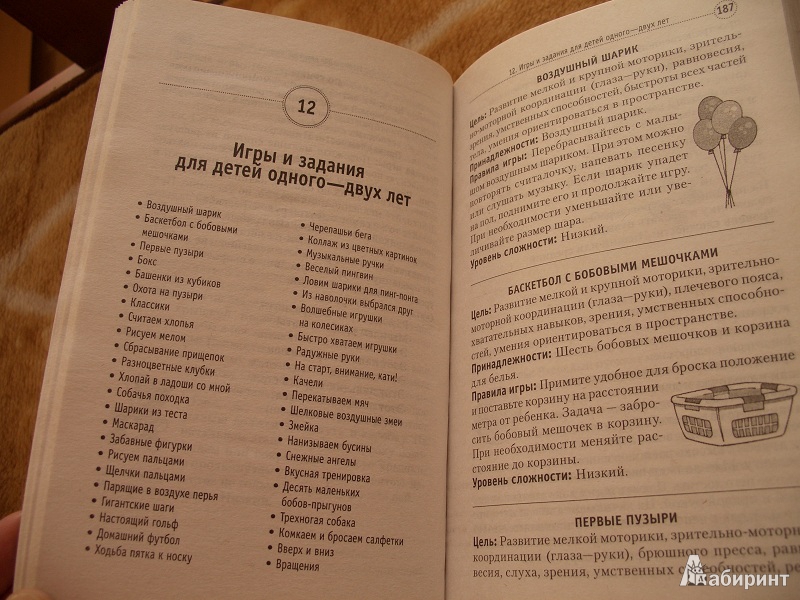 12
Игры и задания
для детей одного—двух лет
• Воздушный шарик
• Баскетбол с бобовыми
мешочками
• Первые пузыри
• Бокс
• Башенки из кубиков
• Охота на пузыри
• Классики
• Считаем хлопья
• Рисуем мелом
• Сбрасывание прищепок
• Разноцветные клубки
• Хлопай в ладоши со мной
• Собачья походка
• Шарики из теста
• Маскарад
• Забавные фигурки
• Рисуем пальцами
• Щелчки пальцами
• Парящие в воздухе перья
• Гигантские шаги
• Настоящий гольф
• Домашний футбол
• Ходьба пятка к носку
• Черепашьи бега
• Коллаж из цветных картинок
• Музыкальные ручки
• Веселый пингвин
• Ловим шарики для пинг-понга
• Из наволочки выбрался друг
• Волшебные игрушки
на колесиках
• Быстро хватаем игрушки
• Радужные руки
• На старт, внимание, кати!
• Качели
• Перекатываем мяч
• Шелковые воздушные змеи
• Змейка
• Нанизываем бусины
• Снежные ангелы
• Вкусная тренировка
• Десять маленьких
бобов-прыгунов
• Трехногая собака
• Комкаем и бросаем салфетки
• Вверх и вниз
• Вращения
12. Игры и задания для детей одного—двух лет
187
ВОЗДУШНЫЙ ШАРИК
Цель: Развитие мелкой и крупной моторики, зритель-
но-моторной координации (глаза—руки), равновесия,
зрения, умственных способностей, быстроты всех частей
тела, умения ориентироваться в пространстве.
Принадлежности: Воздушный шарик.
Правила игры: Перебрасывайтесь с малы-
шом воздушным шариком. При этом можно
повторять считалочку, напевать песенку
или слушать музыку. Если шарик упадет
на пол, поднимите его и продолжайте игру.
При необходимости уменьшайте или уве-
личивайте размер шара.
Уровень сложности: Низкий.
БАСКЕТБОЛ С БОБОВЫМИ МЕШОЧКАМИ
Цель: Развитие мелкой и крупной моторики, зрительно-
моторной координации (глаза—руки), плечевого пояса,
хватательных навыков, зрения, умственных способно-
стей, умения ориентироваться в пространстве.
Принадлежности: Шесть бобовых мешочков и корзина
для белья.
Правила игры: Примите удобное для броска положение
и поставьте корзину на расстоянии
метра от ребенка. Задача — забро-
сить бобовый мешочек в корзину.
При необходимости меняйте рас-
стояние до корзины.
Уровень сложности: Низкий.
ПЕРВЫЕ ПУЗЫРИ
Цель: Развитие мелкой моторики, зрительно-моторн
координации (глаза—руки), брюшного пресса, равн
весия, слуха, зрения, умственных способностей, ре
Лабиринт